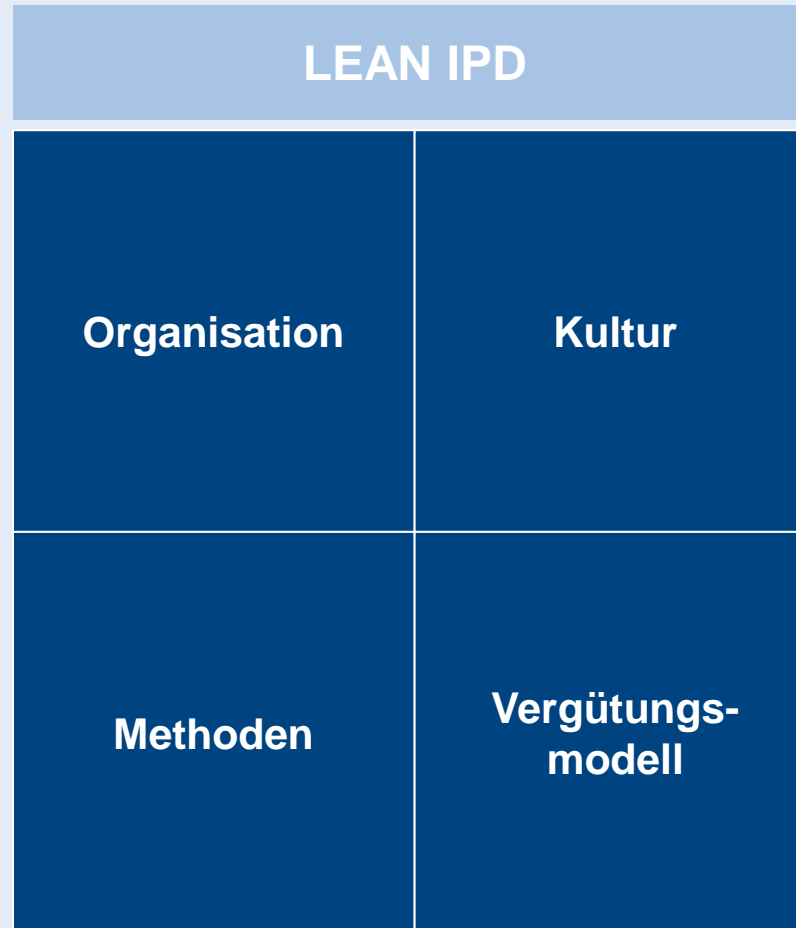 LEAN IPD
Organisation
Kultur
Methoden
Vergütungs-
modell